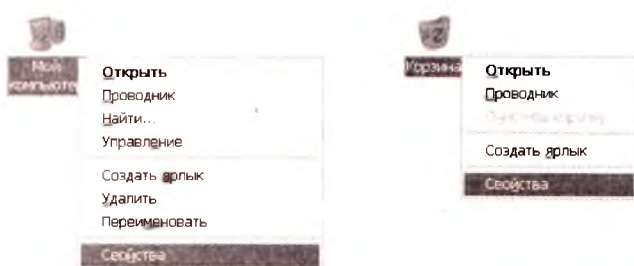 Мой
компьютер
Открыть
Проводник
Найти...
Управление
Создать ярлык
Удалить
Переименовать
Свойства
Корзина
Открыть
Проводник
Создать ярлык
Свойства